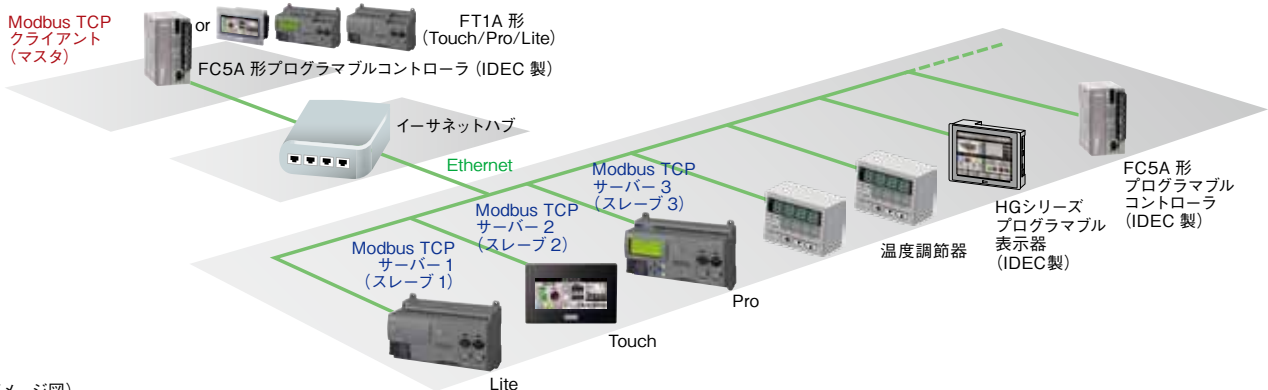 Modbus TCP
クライアント
(マスタ)
or
FT1A 形
(Touch/Pro/Lite)
FC5A 形プログラマブルコントローラ (IDEC 製)
イーサネットハブ
Ethernet
Modbus TCP
サーバー 3
(スレーブ 3)
Modbus TCP
サーバー 2
(スレーブ 2)
Modbus TCP
サーバー 1
(スレーブ 1)
FC5A 形
プログラマブル
コントローラ
(IDEC 製)
HGシリーズ
プログラマブル
表示器
(IDEC製)
温度調節器
Pro
Touch
Lite